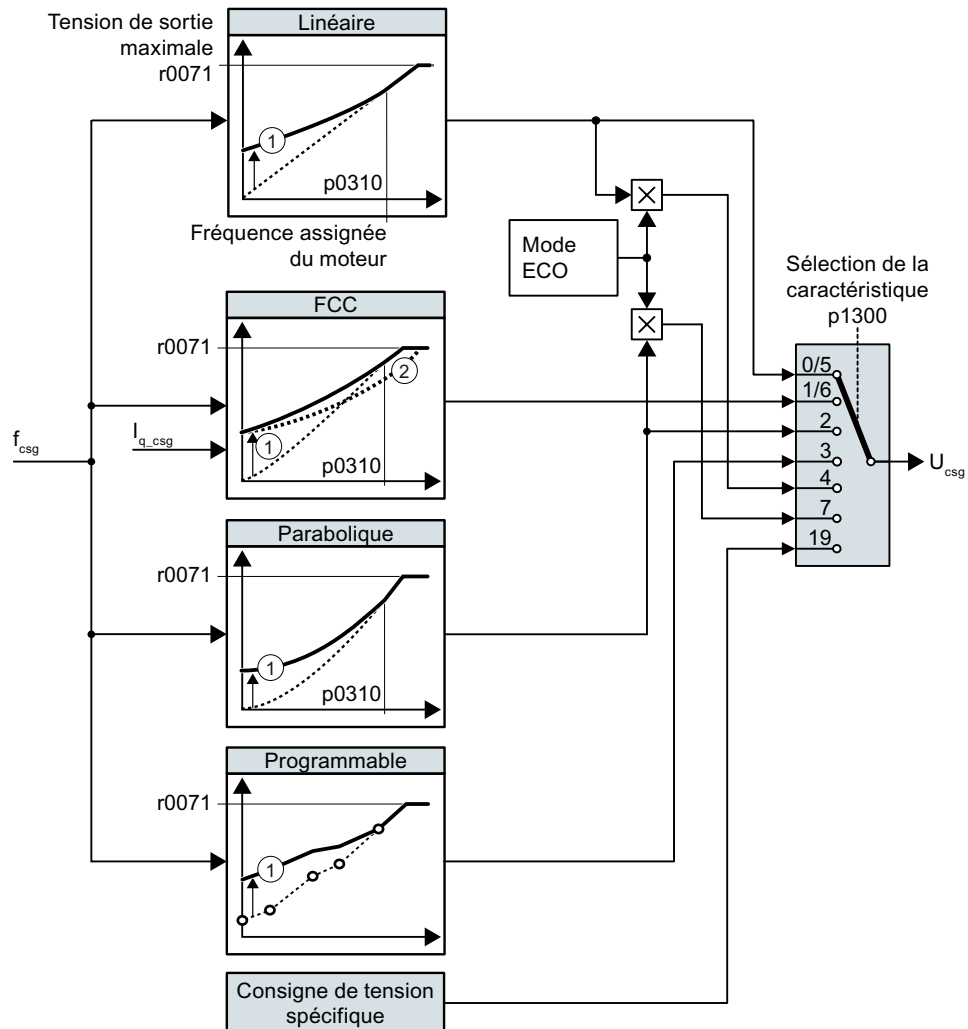 Tension de sortie
maximale
r0071
Linéaire
1
p0310
Fréquence assignée
du moteur
Mode
ECO
Sélection de la
caractéristique
p1300
FCC
r0071
2
1
p0310
f_csg
I_q_csg
0/5
1/6
2
3
4
7
19
U_csg
Parabolique
r0071
1
p0310
Programmable
r0071
1
Consigne de tension
spécifique